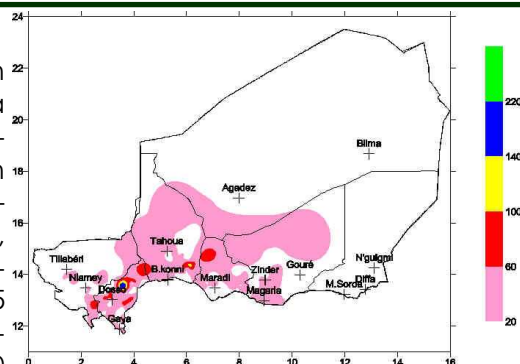 24
22
20
18
16
14
12
0 2 4 6 8 10 12 14 16
Bilma
Agadez
Tahoua
Tillabéri
B.konni
N'guigmi
Niamey
Maradi
Zinder
Gouré
Diffa
Dosso
Magaria
M.Soroa
Gaya
220
140
100
60
20